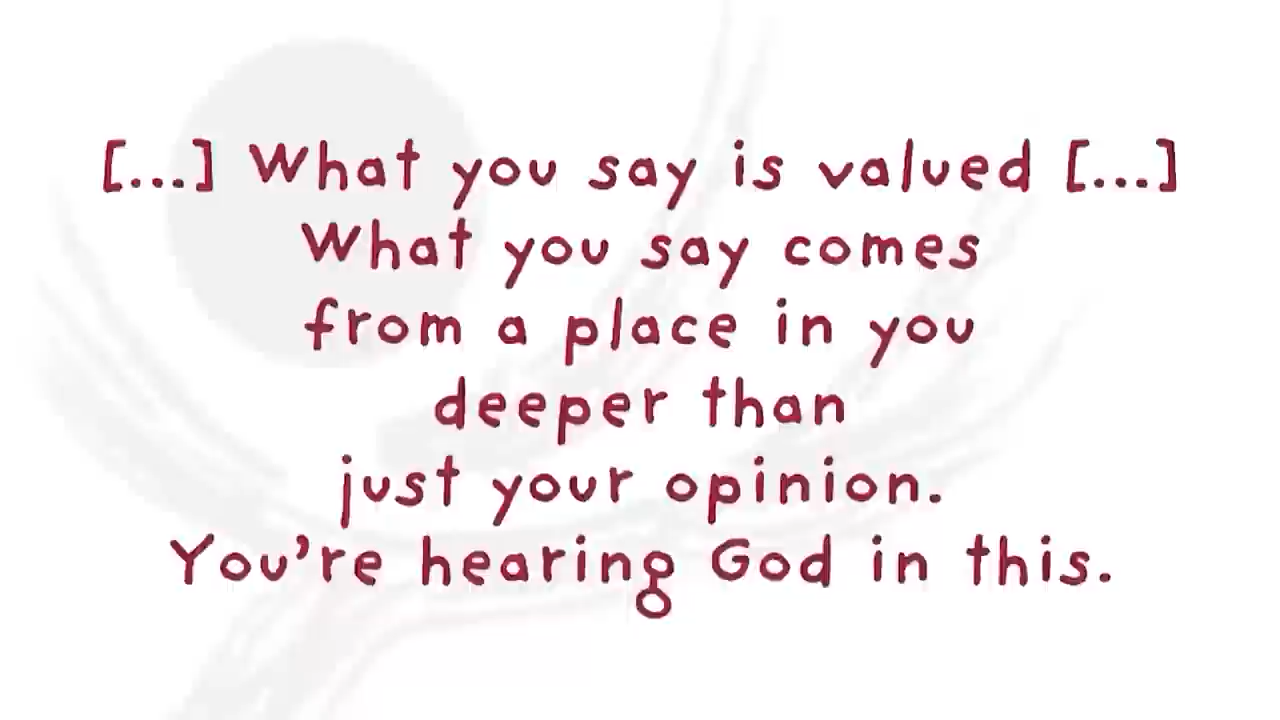 [...] What you say is valued [...]
What you say comes
from a place in you
deeper than
just your opinion.
You're hearing God in this.